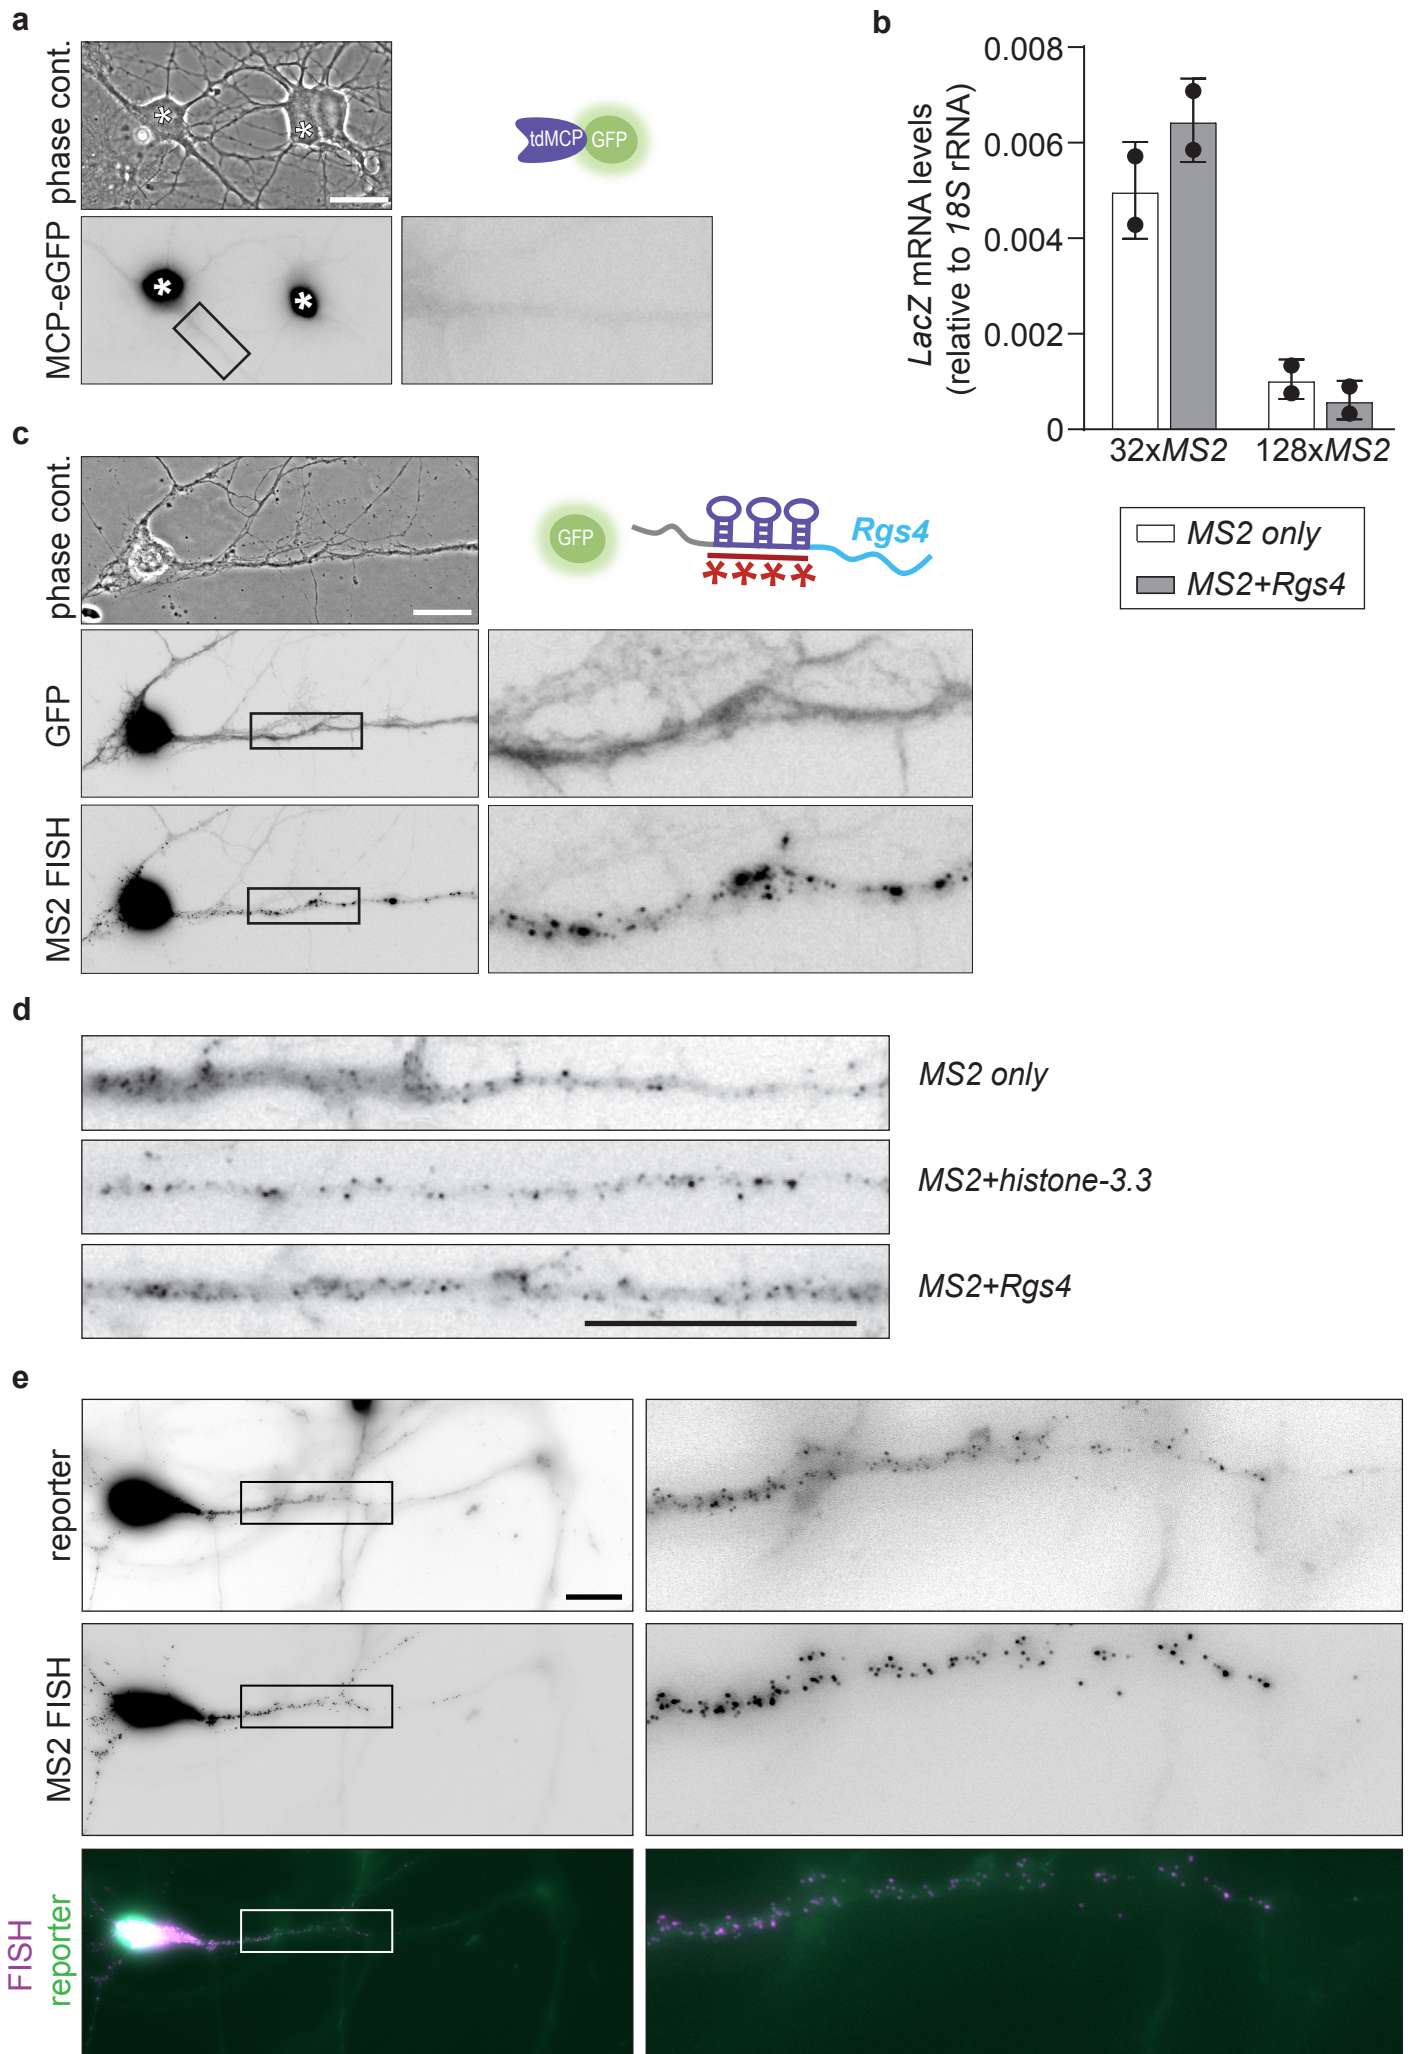 a
phase cont.
tdMCP
GFP
MCP-eGFP
b
LacZ mRNA levels
(relative to 18S rRNA)
0.008
0.006
0.004
0.002
0
32xMS2
128xMS2
MS2 only
MS2+Rgs4
c
phase cont.
GFP
Rgs4
GFP
MS2 FISH
d
MS2 only
MS2+histone-3.3
MS2+Rgs4
e
reporter
MS2 FISH
FISH
reporter